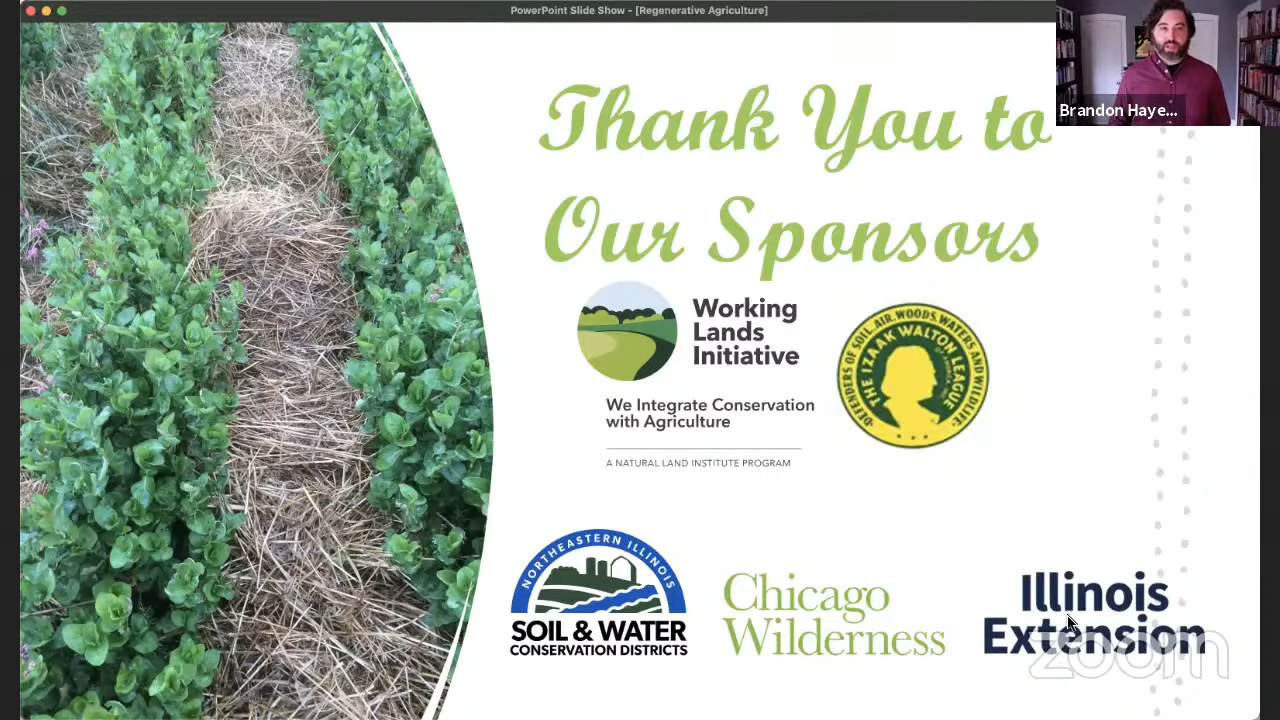 PowerPoint Slide Show - [Regenerative Agriculture]
Brandon Haye...
Thank You to
Our Sponsors
Working
Lands
Initiative
We Integrate Conservation
with Agriculture
A NATURAL LAND INSTITUTE PROGRAM
DEFENDERS OF SOIL, AIR, WOODS, WATERS AND WILDLIFE
THE IZAAK WALTON LEAGUE
NORTHEASTERN ILLINOIS
SOIL & WATER
CONSERVATION DISTRICTS
Chicago
Wilderness
Illinois
Extension
zoom